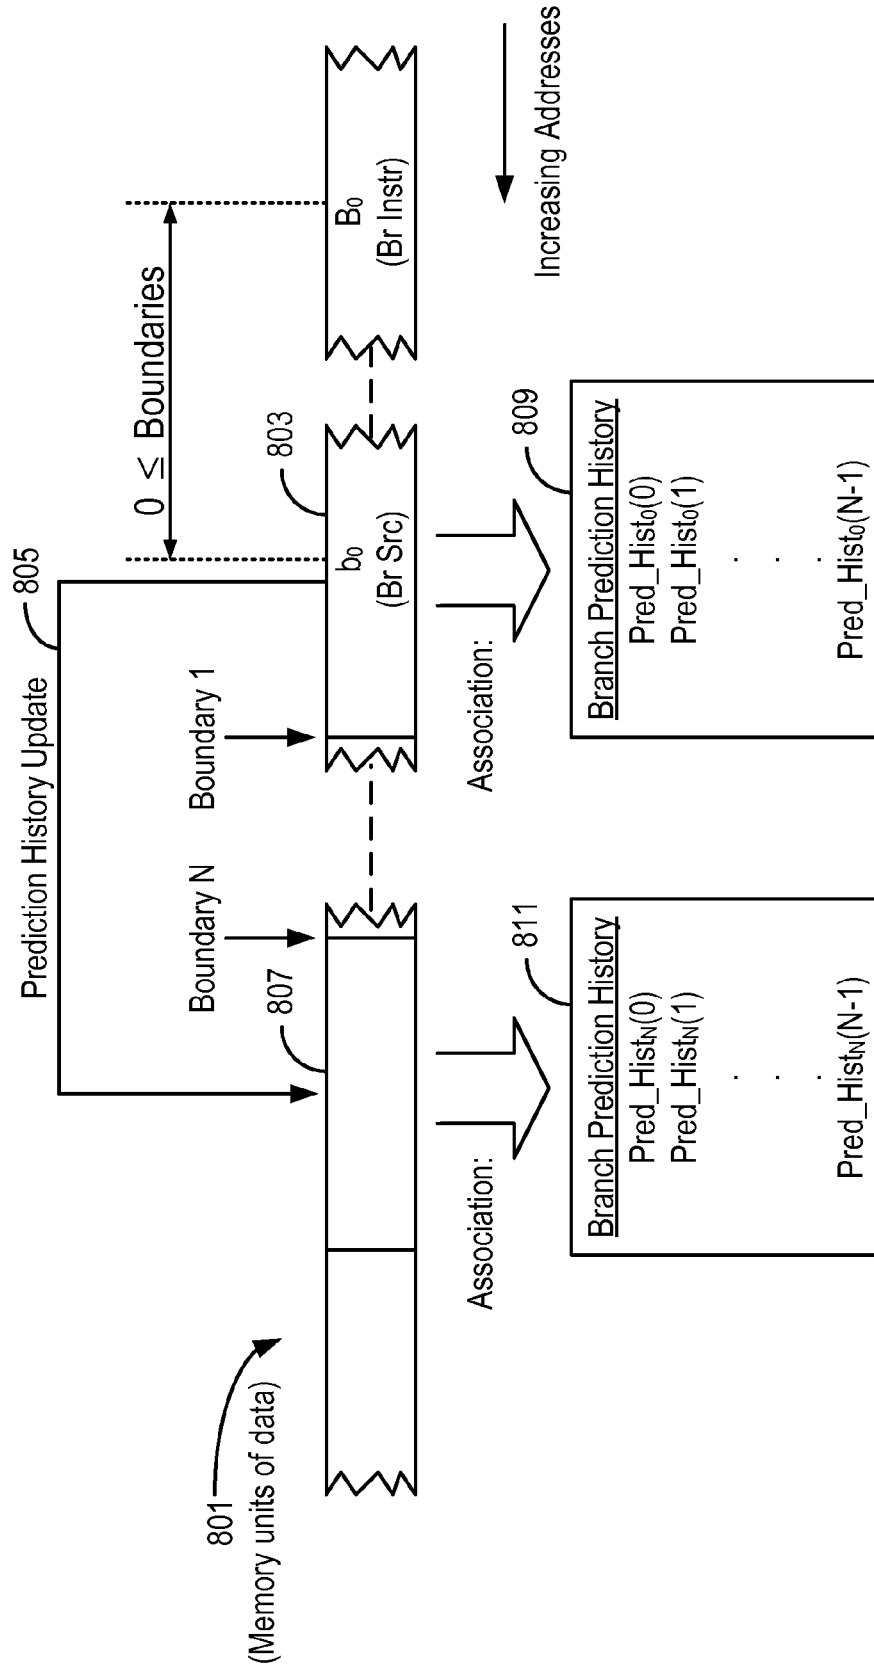 Prediction History Update
805
0 ≤ Boundaries
Boundary N
Boundary 1
807
803
801
(Memory units of data)
b0
(Br Src)
B0
(Br Instr)
Increasing Addresses
Association:
Association:
811
809
Branch Prediction History
Pred_HistN(0)
Pred_HistN(1)
. . .
Pred_HistN(N-1)
Branch Prediction History
Pred_Hist0(0)
Pred_Hist0(1)
. . .
Pred_Hist0(N-1)